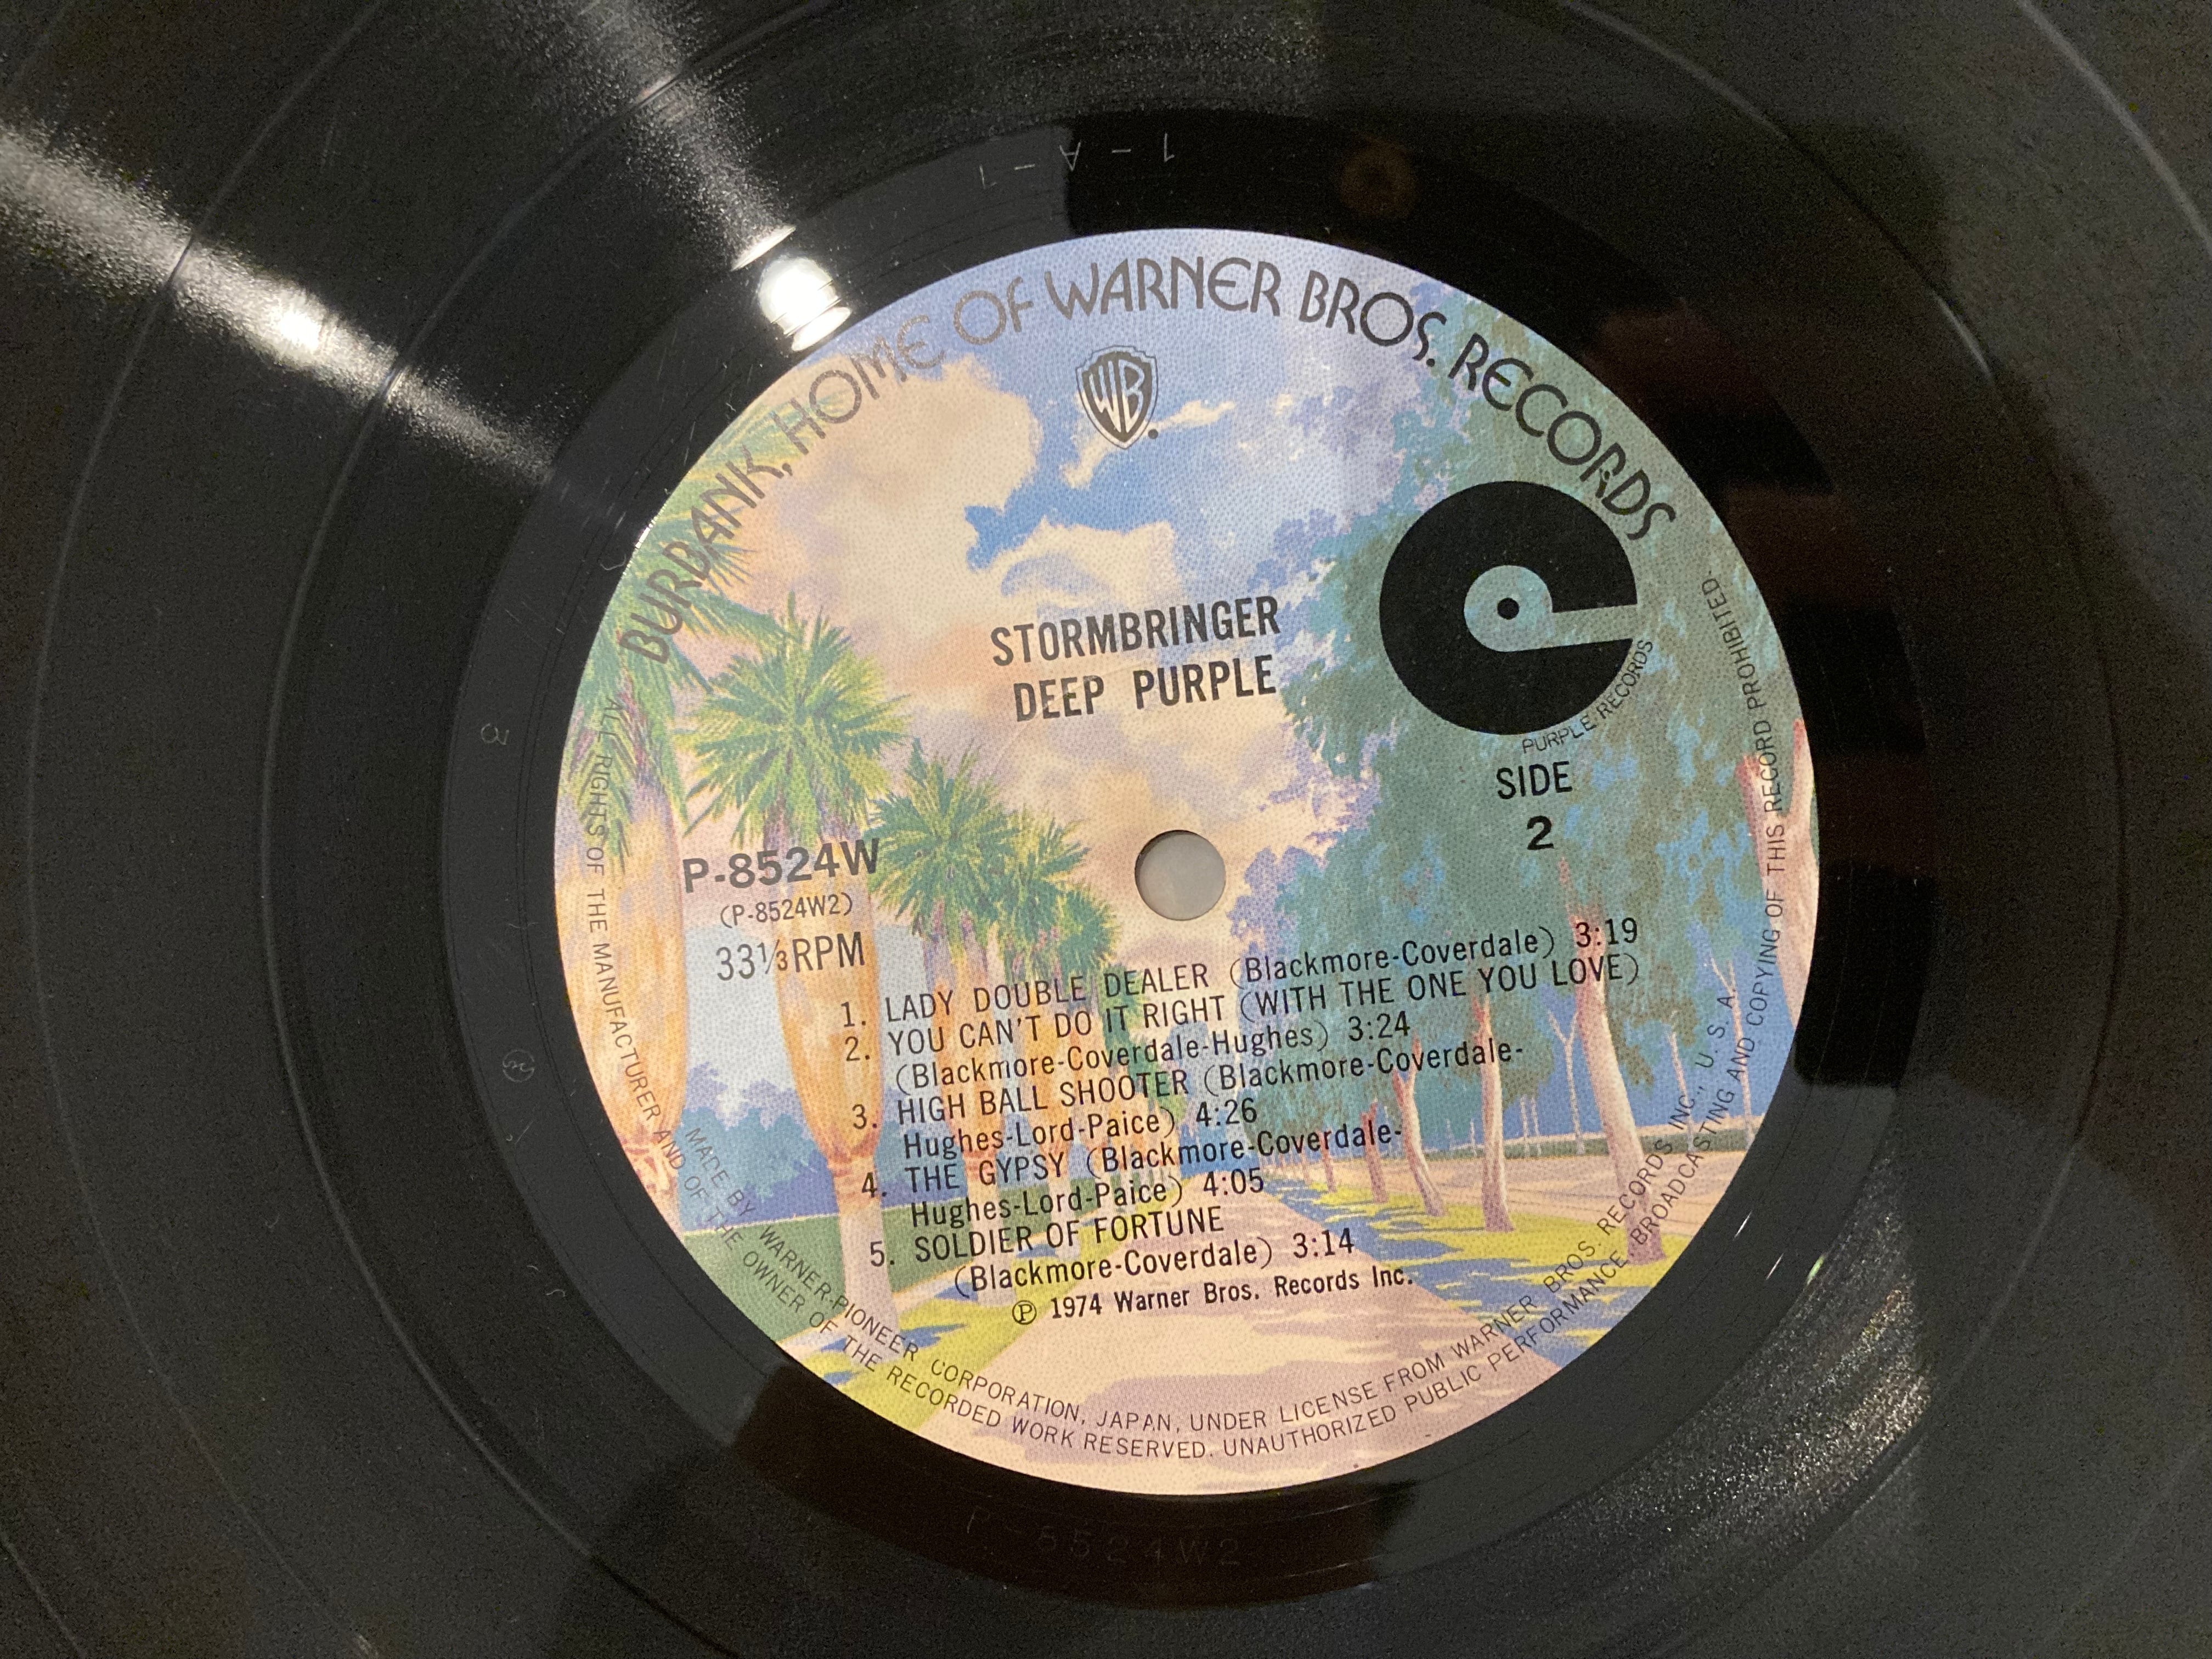 1-A-1
BURBANK, HOME OF WARNER BROS. RECORDS
WB
STORMBRINGER
DEEP PURPLE
PURPLE RECORDS
SIDE
2
P-8524W
(P-8524W2)
33⅓RPM
1. LADY DOUBLE DEALER (Blackmore-Coverdale) 3:19
2. YOU CAN'T DO IT RIGHT (WITH THE ONE YOU LOVE)
(Blackmore-Coverdale-Hughes) 3:24
3. HIGH BALL SHOOTER (Blackmore-Coverdale-
Hughes-Lord-Paice) 4:26
4. THE GYPSY (Blackmore-Coverdale-
Hughes-Lord-Paice) 4:05
5. SOLDIER OF FORTUNE
(Blackmore-Coverdale) 3:14
Ⓟ 1974 Warner Bros. Records Inc.
MADE BY WARNER-PIONEER CORPORATION, JAPAN, UNDER LICENSE FROM WARNER BROS. RECORDS INC., U. S. A.
ALL RIGHTS OF THE MANUFACTURER AND OF THE OWNER OF THE RECORDED WORK RESERVED. UNAUTHORIZED PUBLIC PERFORMANCE, BROADCASTING AND COPYING OF THIS RECORD PROHIBITED.
3
P-8524W2